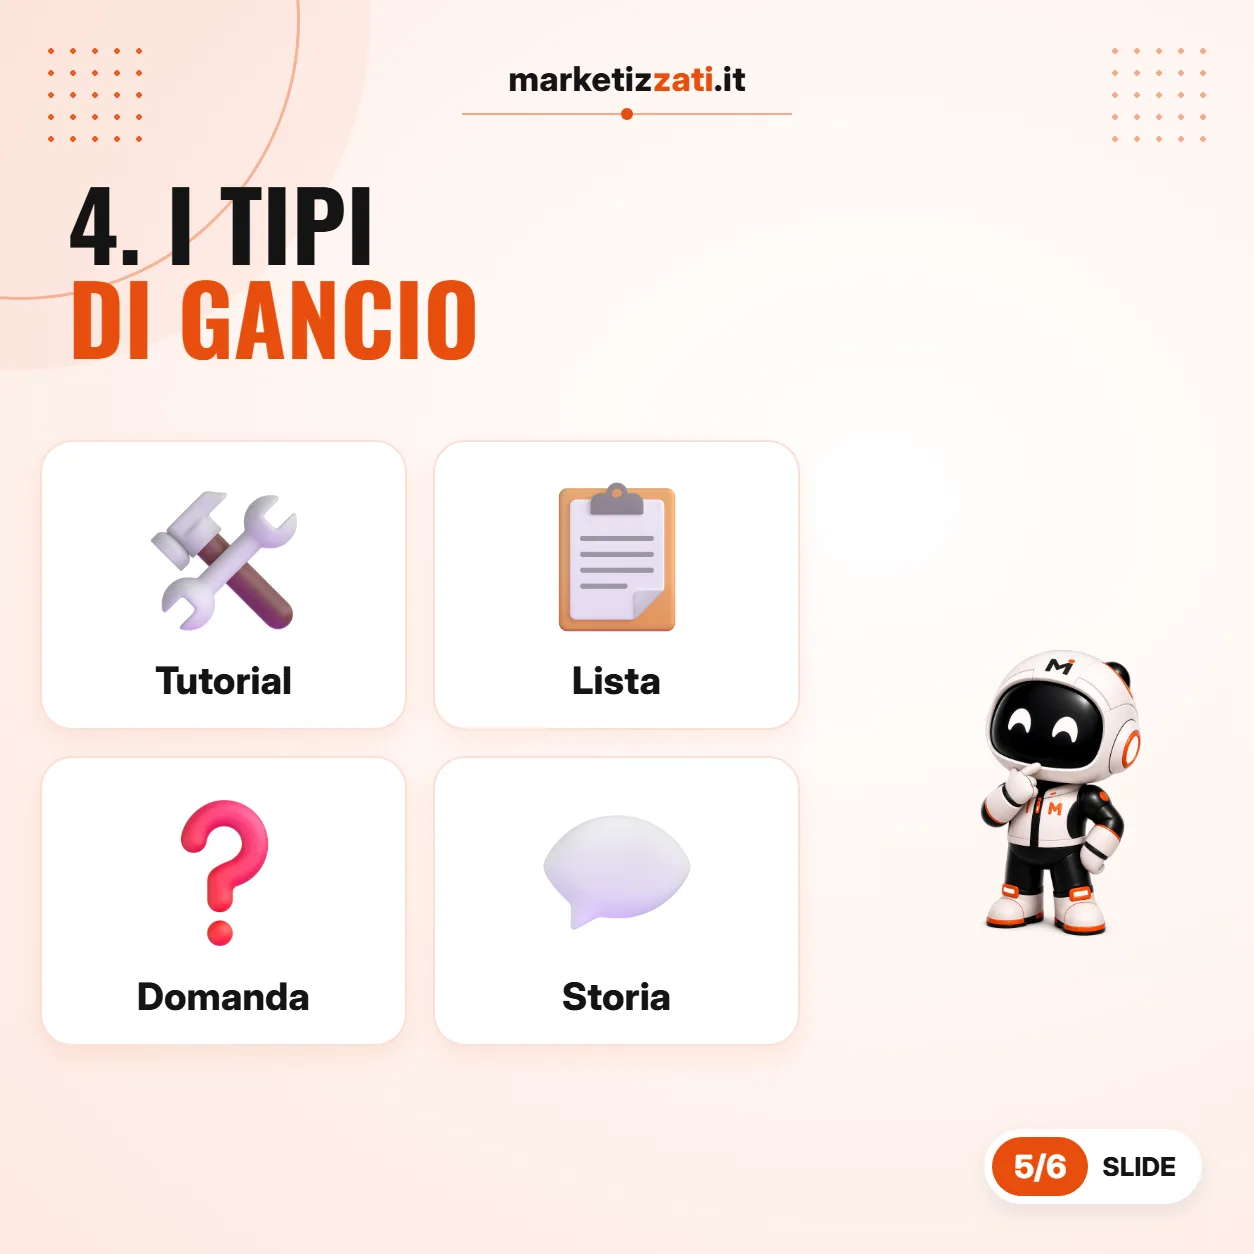 marketizzati.it
4. I TIPI
DI GANCIO
Tutorial
Lista
Domanda
Storia
M
M
5/6 SLIDE